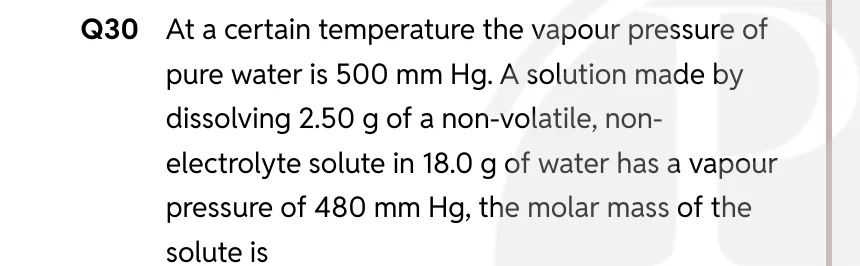 Q30 At a certain temperature the vapour pressure of
pure water is 500 mm Hg. A solution made by
dissolving 2.50 g of a non-volatile, non-
electrolyte solute in 18.0 g of water has a vapour
pressure of 480 mm Hg, the molar mass of the
solute is